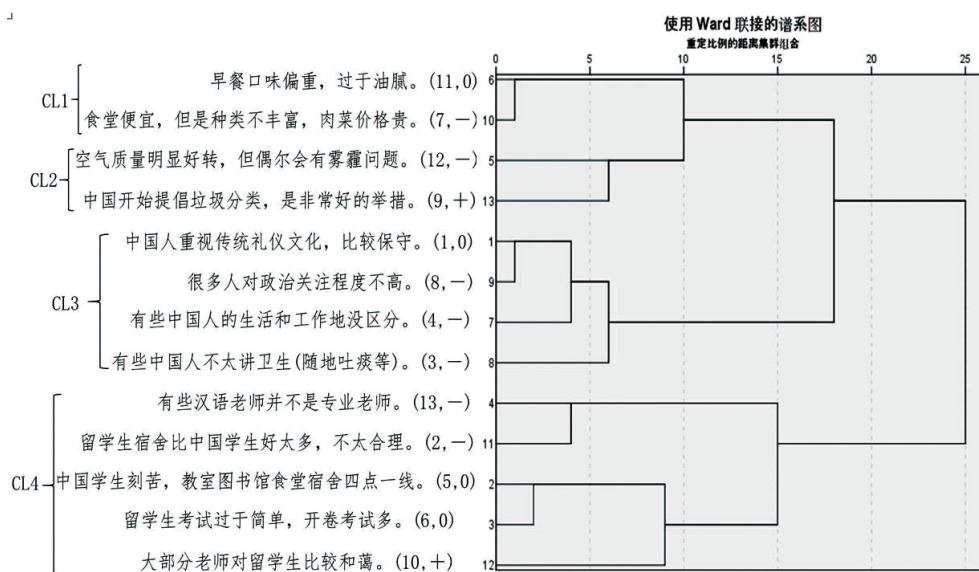 使用 Ward 联接的谱系图
重定比例的距离集群组合
0 5 10 15 20 25
CL1
早餐口味偏重，过于油腻。(11,0) 6
食堂便宜，但是种类不丰富，肉菜价格贵。(7,—) 10
CL2
空气质量明显好转，但偶尔会有雾霾问题。(12,—) 5
中国开始提倡垃圾分类，是非常好的举措。(9,+) 13
CL3
中国人重视传统礼仪文化，比较保守。(1,0) 1
很多人对政治关注程度不高。(8,—) 9
有些中国人的生活和工作地没区分。(4,—) 7
有些中国人不太讲卫生(随地吐痰等)。(3,—) 8
CL4
有些汉语老师并不是专业老师。(13,—) 4
留学生宿舍比中国学生好太多，不太合理。(2,—) 11
中国学生刻苦，教室图书馆食堂宿舍四点一线。(5,0) 2
留学生考试过于简单，开卷考试多。(6,0) 3
大部分老师对留学生比较和蔼。(10,+) 12